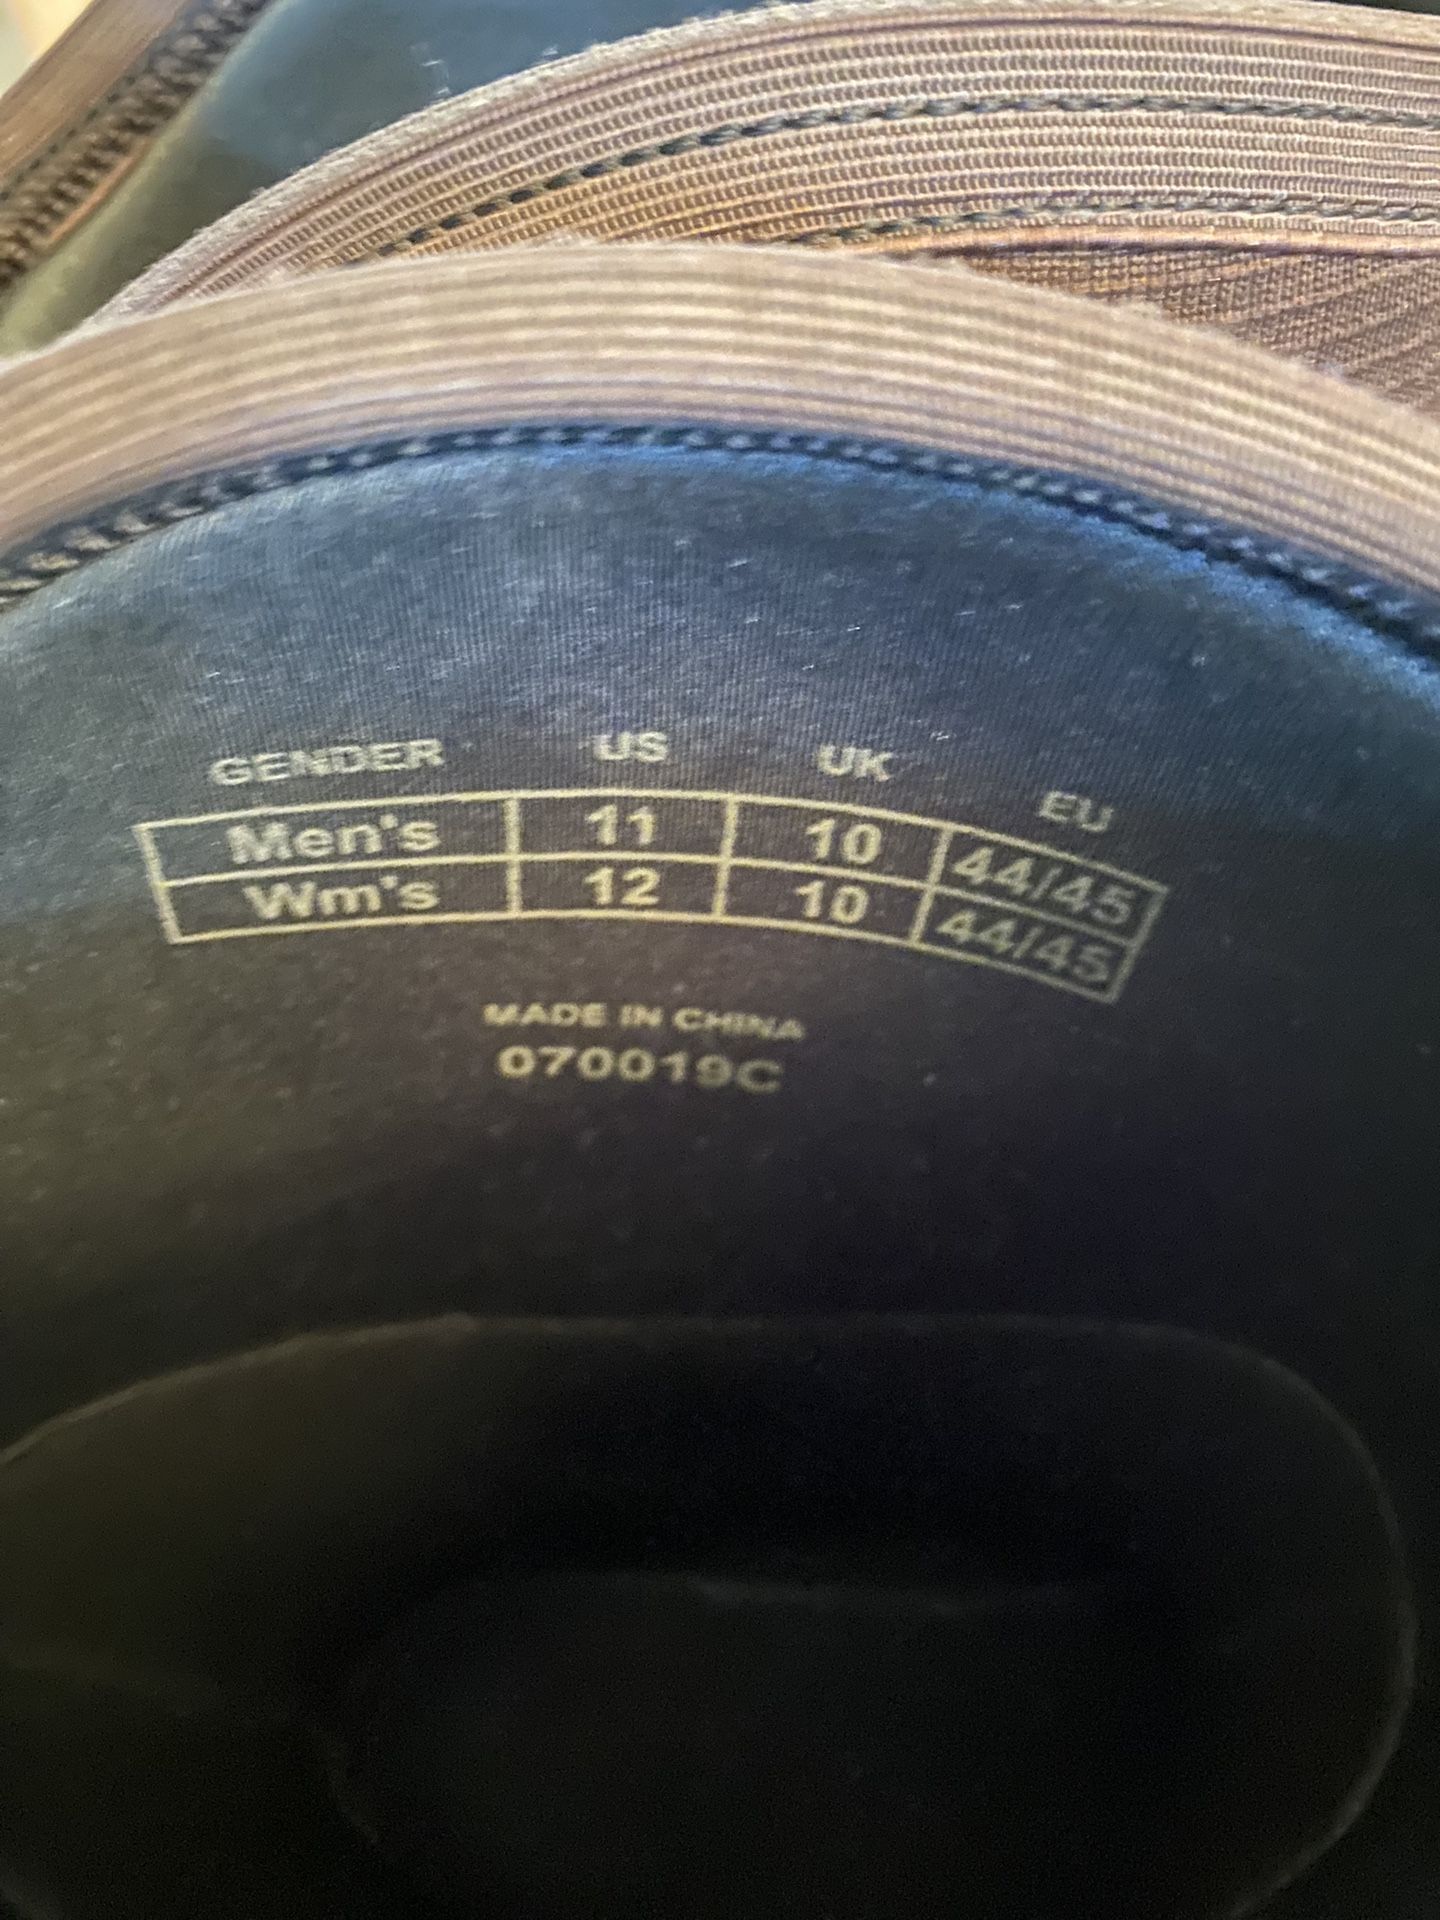 GENDER US UK EU
Men's 11 10 44/45
Wm's 12 10 44/45
MADE IN CHINA
070019C